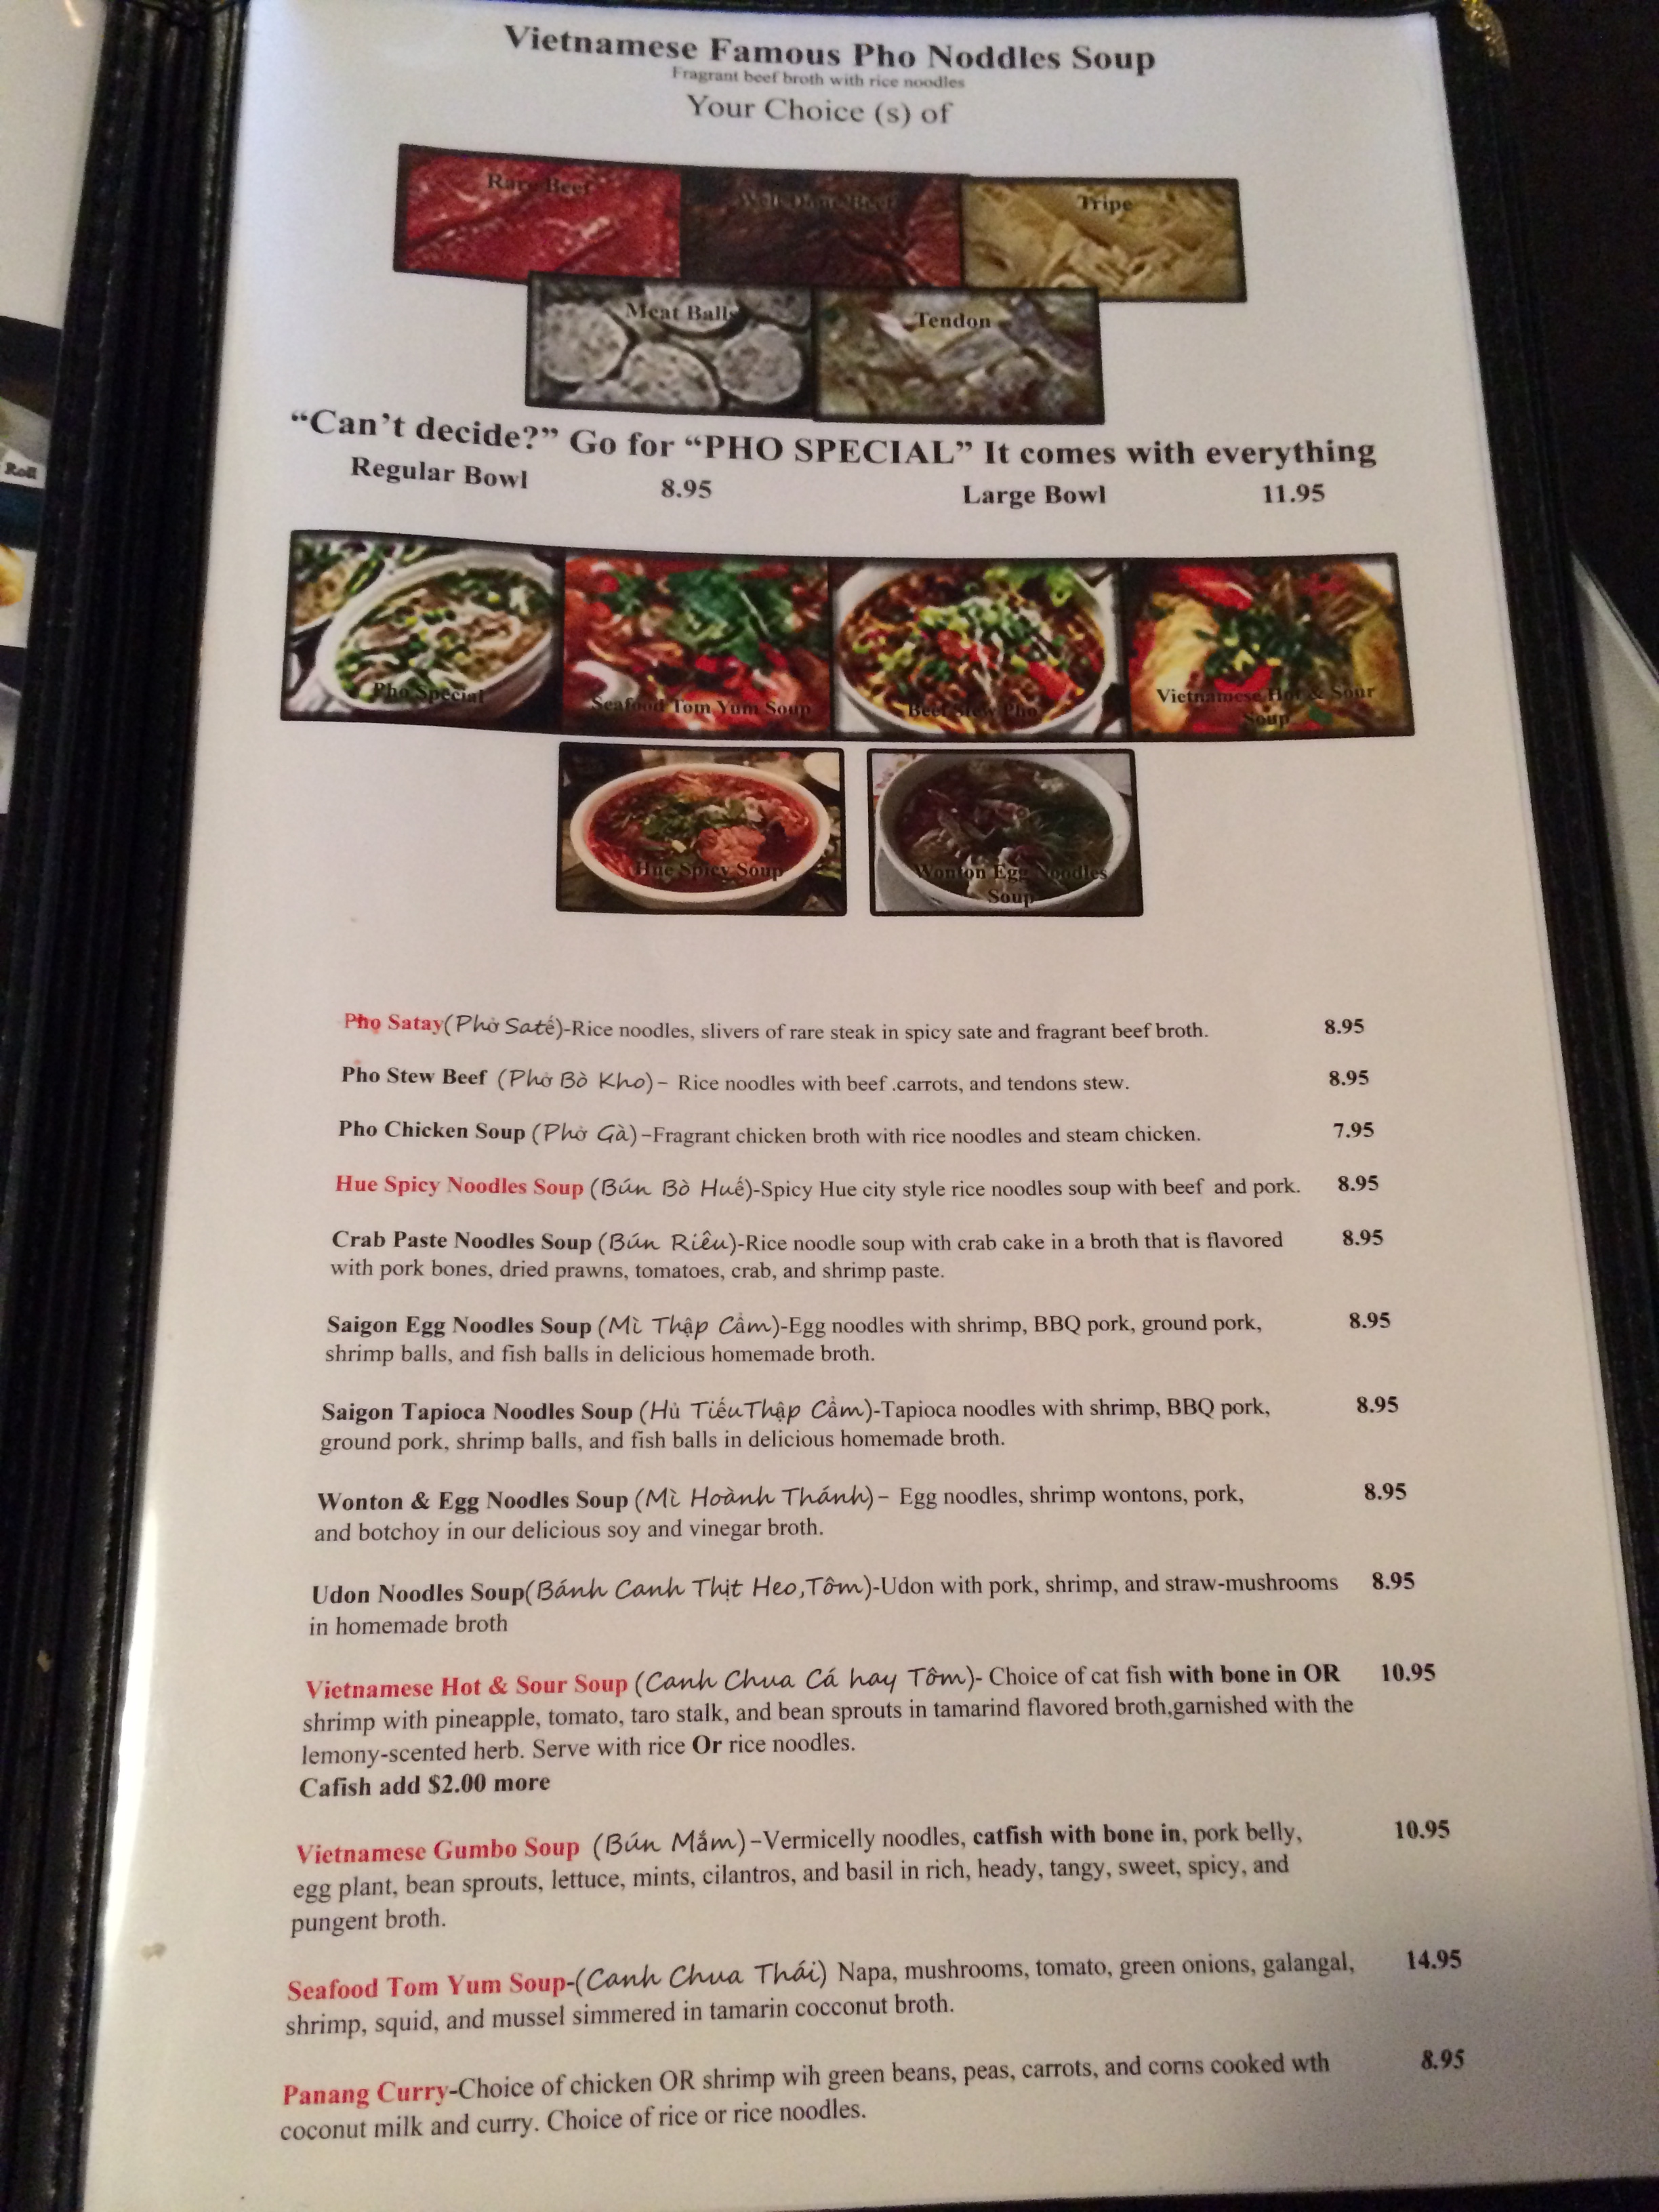 Vietnamese Famous Pho Noddles Soup
Fragrant beef broth with rice noodles
Your Choice (s) of
Rare Beef
Well Done Beef
Tripe
Meat Balls
Tendon
“Can’t decide?” Go for “PHO SPECIAL” It comes with everything
Regular Bowl 8.95 Large Bowl 11.95
Roll
Pho Special
Seafood Tom Yum Soup
Beef Stew Pho
Vietnamese Hot & Sour
Soup
Hue Spicy Soup
Wonton Egg Noodles
Soup
Pho Satay(Phở Saté)-Rice noodles, slivers of rare steak in spicy sate and fragrant beef broth. 8.95
Pho Stew Beef (Phở Bò Kho)– Rice noodles with beef .carrots, and tendons stew. 8.95
Pho Chicken Soup (Phở Gà)–Fragrant chicken broth with rice noodles and steam chicken. 7.95
Hue Spicy Noodles Soup (Bún Bò Huế)-Spicy Hue city style rice noodles soup with beef and pork. 8.95
Crab Paste Noodles Soup (Bún Riêu)-Rice noodle soup with crab cake in a broth that is flavored 8.95
with pork bones, dried prawns, tomatoes, crab, and shrimp paste.
Saigon Egg Noodles Soup (Mì Thập Cẩm)-Egg noodles with shrimp, BBQ pork, ground pork, 8.95
shrimp balls, and fish balls in delicious homemade broth.
Saigon Tapioca Noodles Soup (Hủ TiếuThập Cẩm)-Tapioca noodles with shrimp, BBQ pork, 8.95
ground pork, shrimp balls, and fish balls in delicious homemade broth.
Wonton & Egg Noodles Soup (Mì Hoành Thánh)– Egg noodles, shrimp wontons, pork, 8.95
and botchoy in our delicious soy and vinegar broth.
Udon Noodles Soup(Bánh Canh Thịt Heo,Tôm)-Udon with pork, shrimp, and straw-mushrooms 8.95
in homemade broth
Vietnamese Hot & Sour Soup (Canh Chua Cá hay Tôm)- Choice of cat fish with bone in OR 10.95
shrimp with pineapple, tomato, taro stalk, and bean sprouts in tamarind flavored broth,garnished with the
lemony-scented herb. Serve with rice Or rice noodles.
Cafish add $2.00 more
Vietnamese Gumbo Soup (Bún Mắm)–Vermicelly noodles, catfish with bone in, pork belly, 10.95
egg plant, bean sprouts, lettuce, mints, cilantros, and basil in rich, heady, tangy, sweet, spicy, and
pungent broth.
Seafood Tom Yum Soup-(Canh Chua Thái) Napa, mushrooms, tomato, green onions, galangal, 14.95
shrimp, squid, and mussel simmered in tamarin cocconut broth.
Panang Curry-Choice of chicken OR shrimp wih green beans, peas, carrots, and corns cooked wth 8.95
coconut milk and curry. Choice of rice or rice noodles.